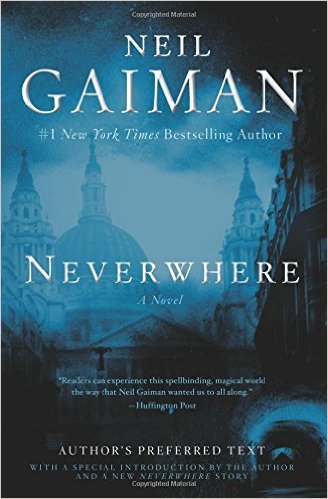 NEIL
GAIMAN
#1 New York Times Bestselling Author
NEVERWHERE
A Novel
"Readers can experience this spellbinding, magical world
the way that Neil Gaiman wanted us to all along."
—Huffington Post
AUTHOR'S PREFERRED TEXT
WITH A SPECIAL INTRODUCTION BY THE AUTHOR
AND A NEW NEVERWHERE STORY